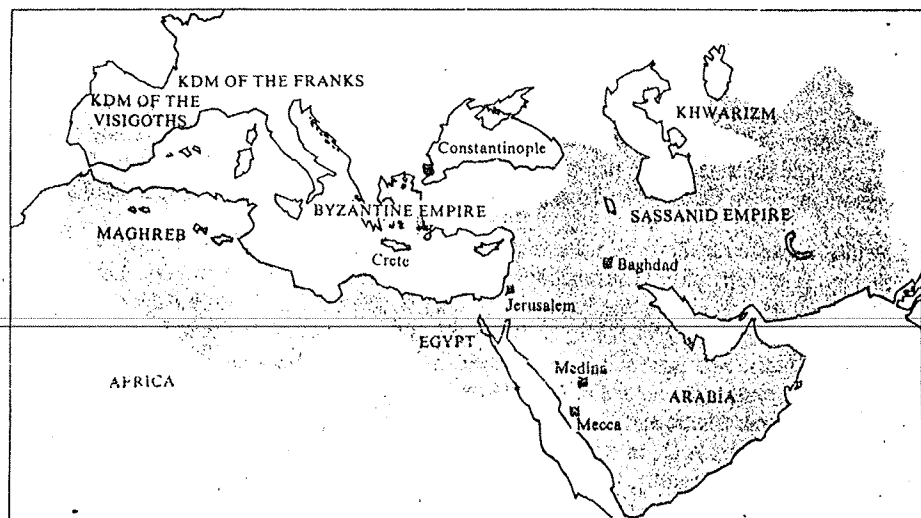 KDM OF THE FRANKS
KDM OF THE
VISIGOTHS
KHWARIZM
Constantinople
BYZANTINE EMPIRE
SASSANID EMPIRE
MAGHREB
Crete
Baghdad
Jerusalem
EGYPT
AFRICA
Medina
ARABIA
Mecca